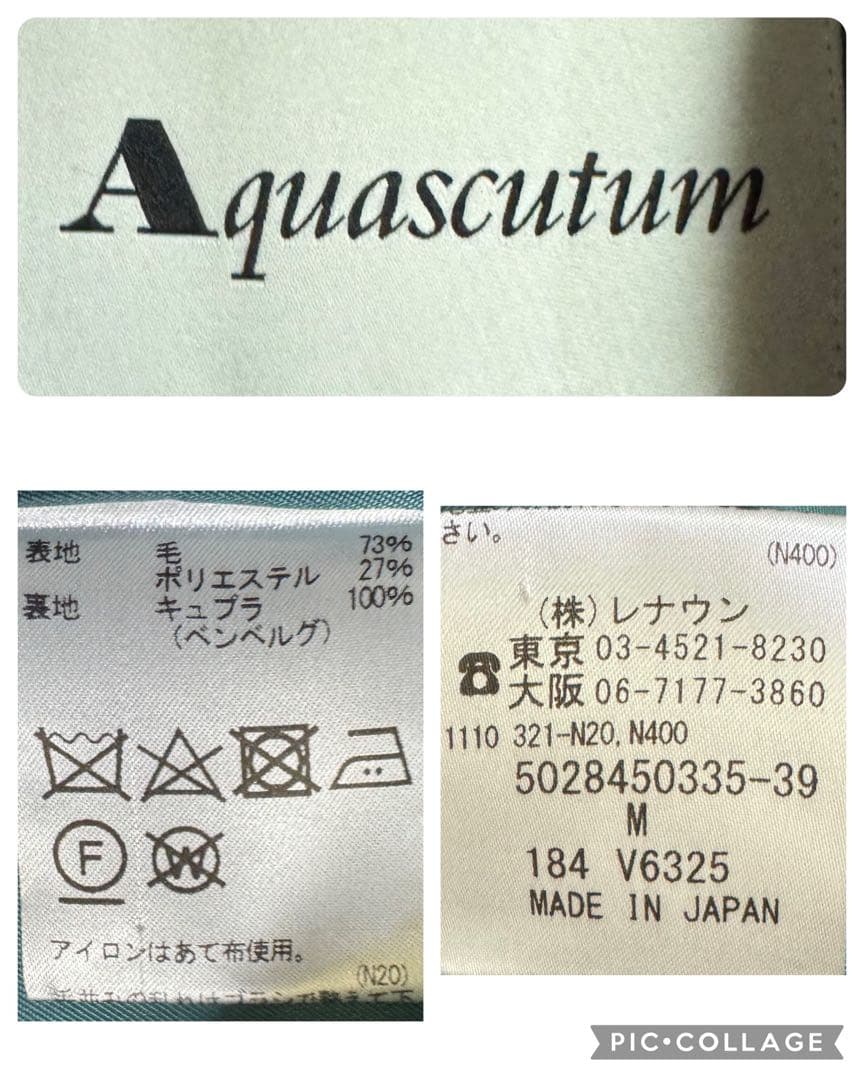 Aquascutum
表地 毛 73%
ポリエステル 27%
裏地 キュプラ 100%
(ベンベルグ)
F
W
アイロンはあて布使用。
(N20)
さい。
(N400)
(株)レナウン
東京 03-4521-8230
大阪 06-7177-3860
1110 321-N20,N400
5028450335-39
M
184 V6325
MADE IN JAPAN
PIC•COLLAGE